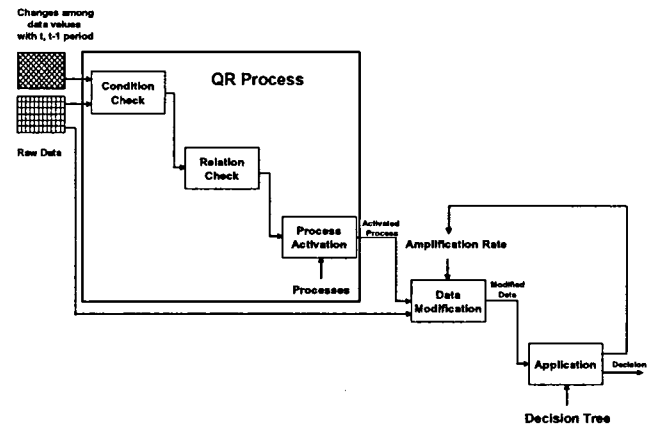 Changes among
data values
with t, t-1 period
QR Process
Condition
Check
Raw Data
Relation
Check
Process
Activation
Activated
Process
Amplification Rate
Processes
Data
Modification
Modified
Data
Application
Decision
Decision Tree